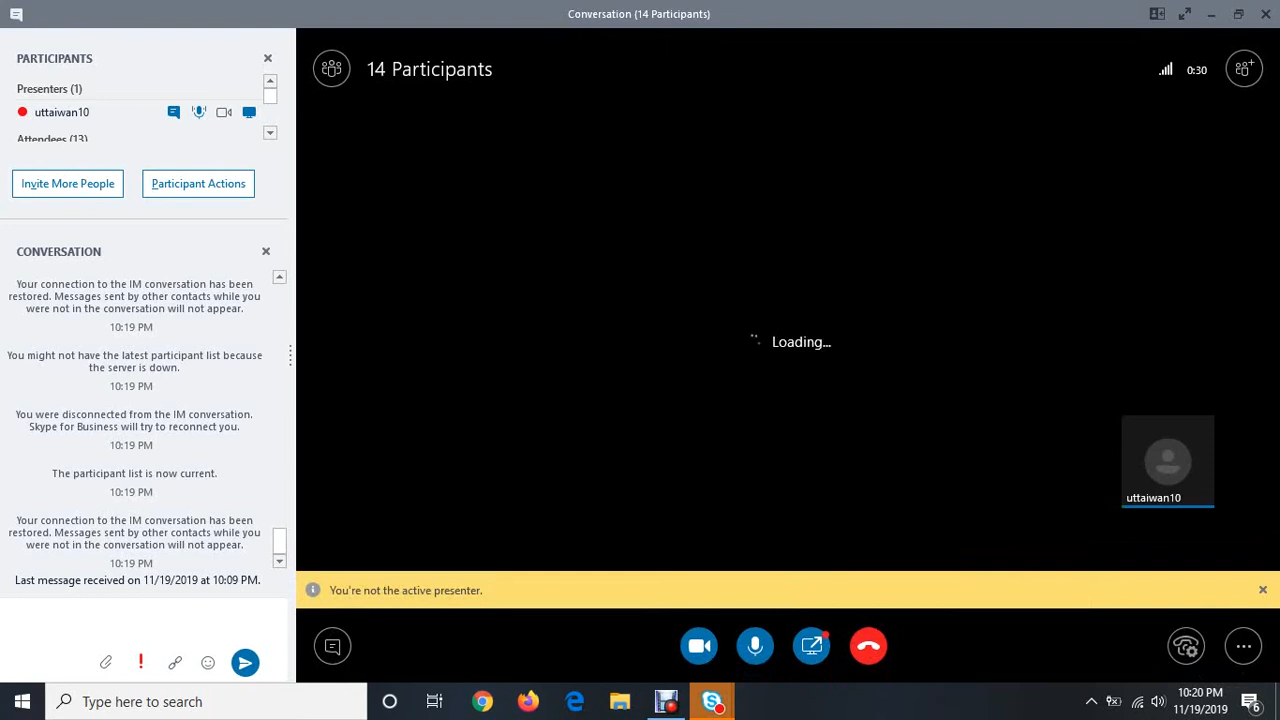 Conversation (14 Participants)
PARTICIPANTS
Presenters (1)
uttaiwan10
Attendees (13)
Invite More People
Participant Actions
CONVERSATION
Your connection to the IM conversation has been
restored. Messages sent by other contacts while you
were not in the conversation will not appear.
10:19 PM
You might not have the latest participant list because
the server is down.
10:19 PM
You were disconnected from the IM conversation.
Skype for Business will try to reconnect you.
10:19 PM
The participant list is now current.
10:19 PM
Your connection to the IM conversation has been
restored. Messages sent by other contacts while you
were not in the conversation will not appear.
10:19 PM
Last message received on 11/19/2019 at 10:09 PM.
14 Participants
0:30
Loading...
uttaiwan10
You're not the active presenter.
Type here to search
10:20 PM
11/19/2019
6